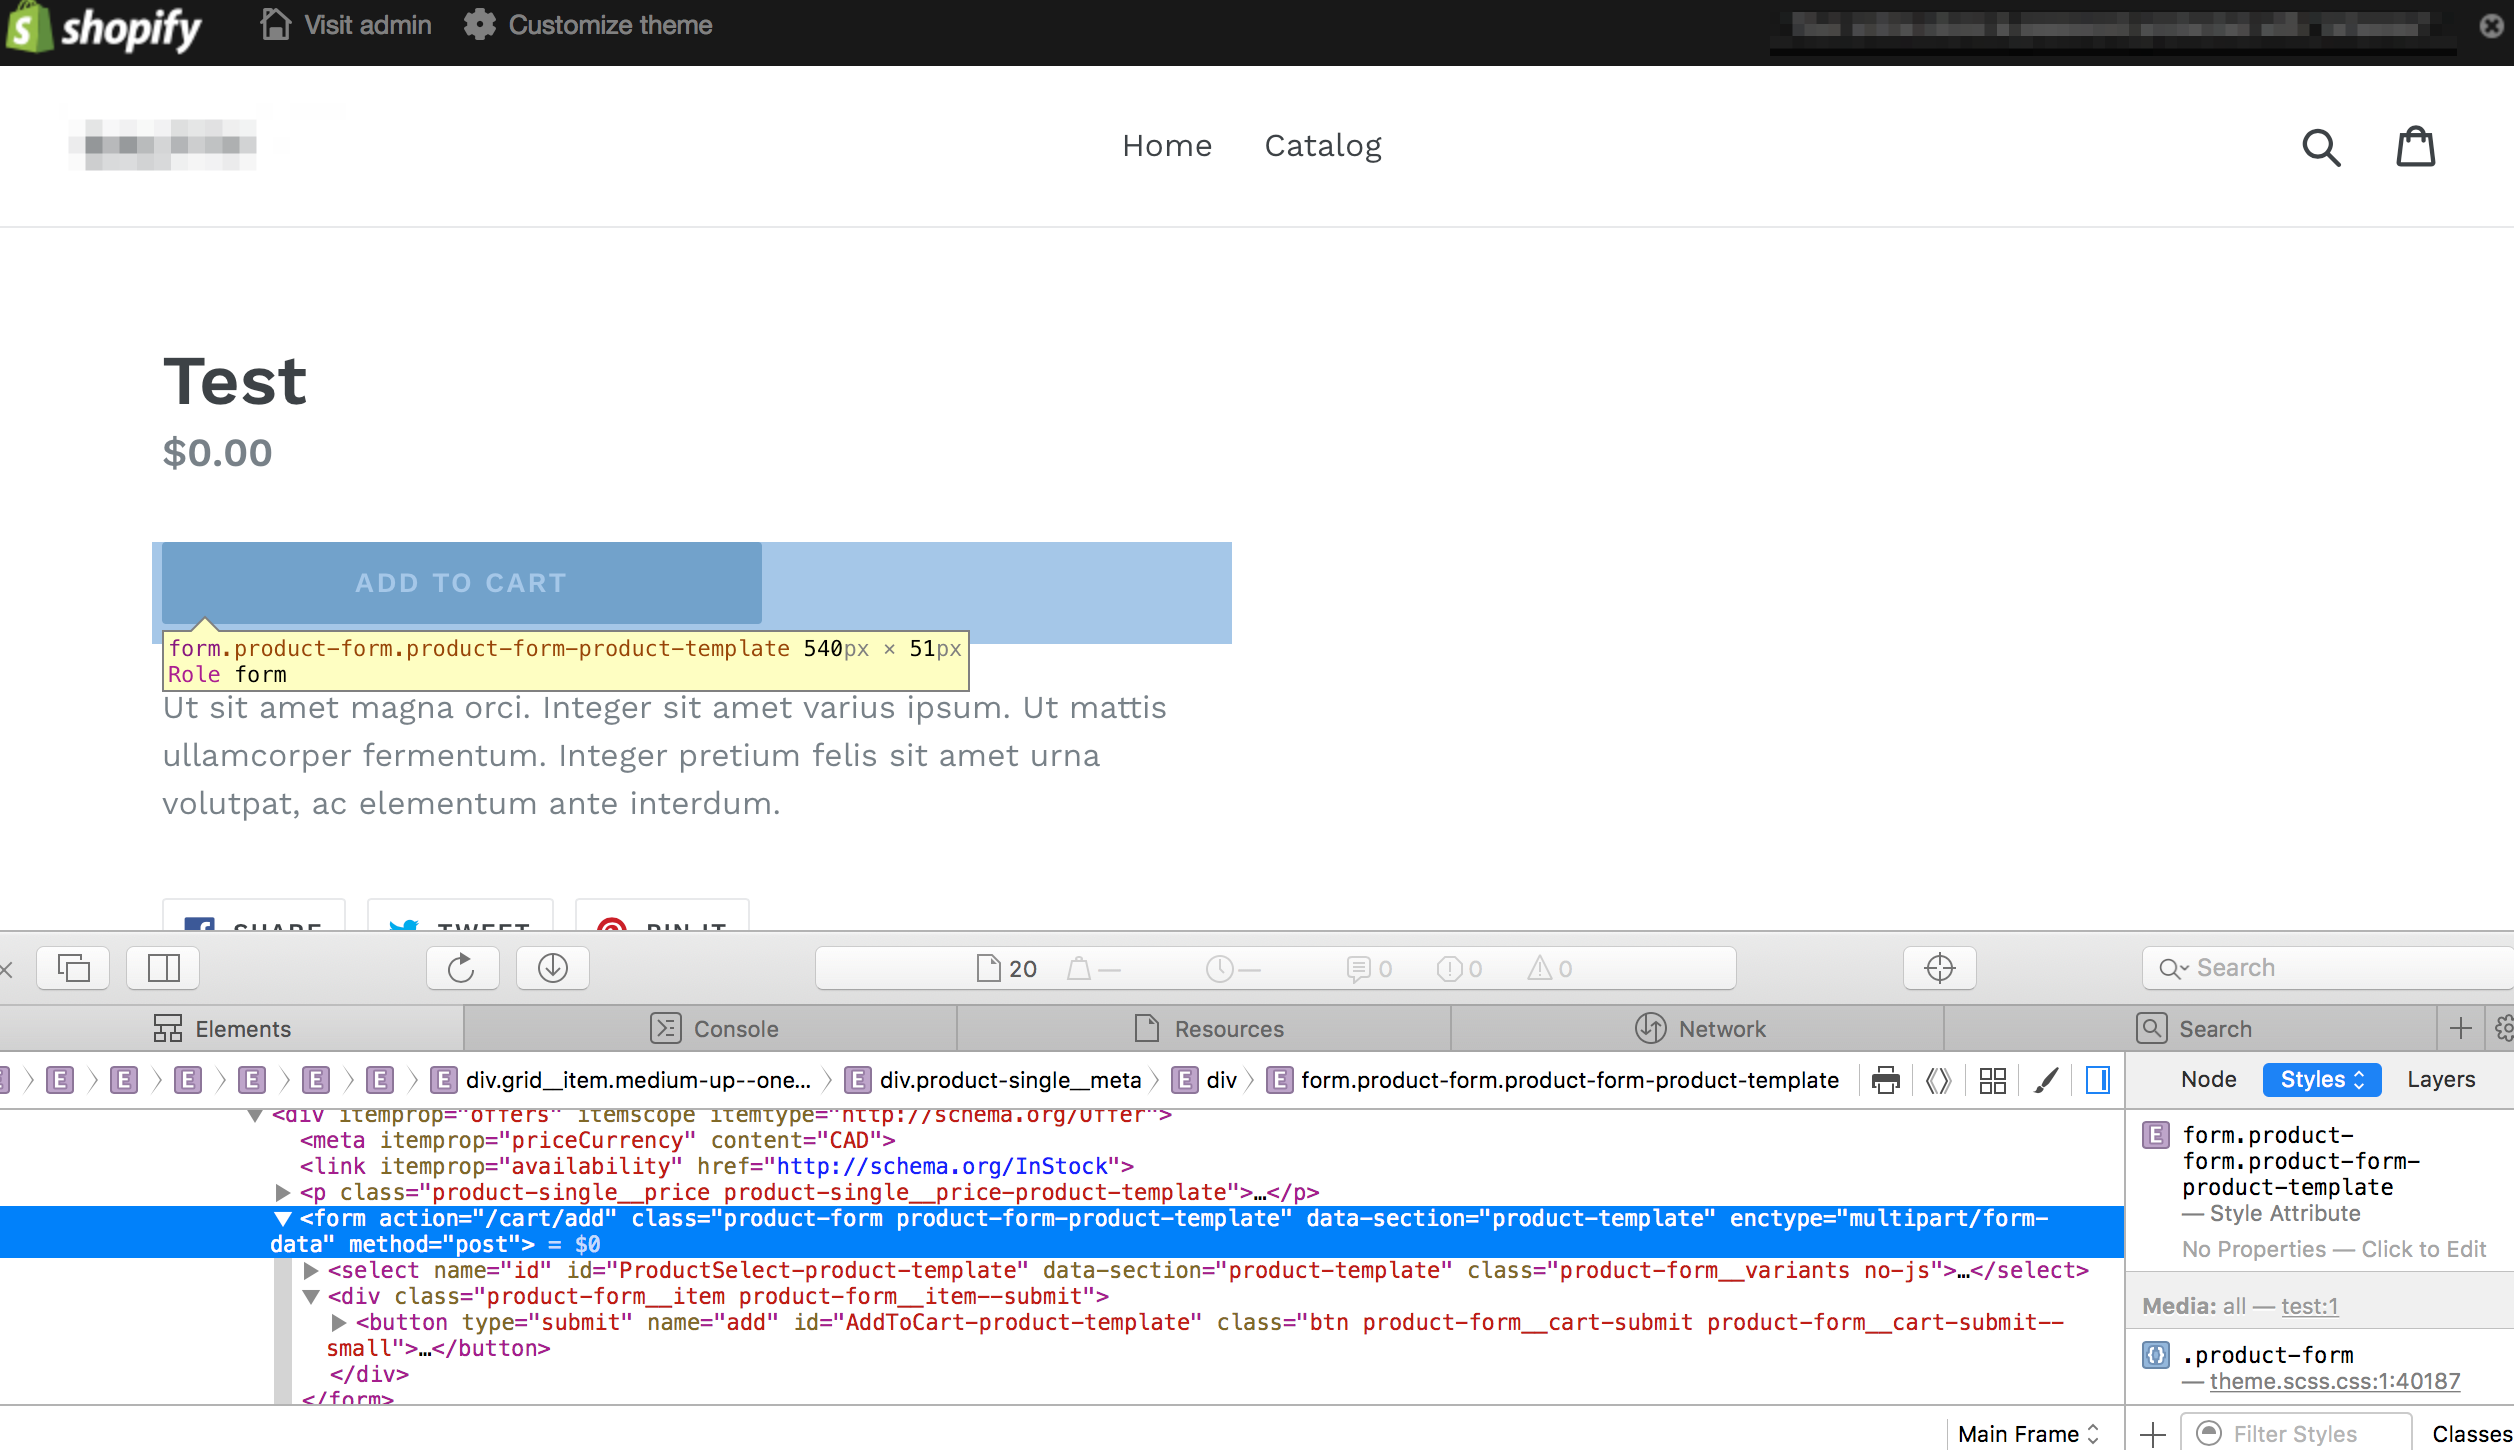 shopify Visit admin Customize theme
Home Catalog
Test
$0.00
ADD TO CART
form.product-form.product-form-product-template 540px × 51px
Role form
Ut sit amet magna orci. Integer sit amet varius ipsum. Ut mattis
ullamcorper fermentum. Integer pretium felis sit amet urna
volutpat, ac elementum ante interdum.
SHARE TWEET PIN IT
20 — — 0 0 0 Search
Elements Console Resources Network Search
E E E E E E E E div.grid__item.medium-up--one... E div.product-single__meta E div E form.product-form.product-form-product-template Node Styles Layers
<div itemprop="offers" itemscope itemtype="http://schema.org/Offer">
<meta itemprop="priceCurrency" content="CAD">
<link itemprop="availability" href="http://schema.org/InStock">
<p class="product-single__price product-single__price-product-template">…</p>
<form action="/cart/add" class="product-form product-form-product-template" data-section="product-template" enctype="multipart/form-
data" method="post"> = $0
<select name="id" id="ProductSelect-product-template" data-section="product-template" class="product-form__variants no-js">…</select>
<div class="product-form__item product-form__item--submit">
<button type="submit" name="add" id="AddToCart-product-template" class="btn product-form__cart-submit product-form__cart-submit--
small">…</button>
</div>
</form>
E form.product-
form.product-form-
product-template
— Style Attribute
No Properties — Click to Edit
Media: all — test:1
{} .product-form
— theme.scss.css:1:40187
Main Frame Filter Styles Classes